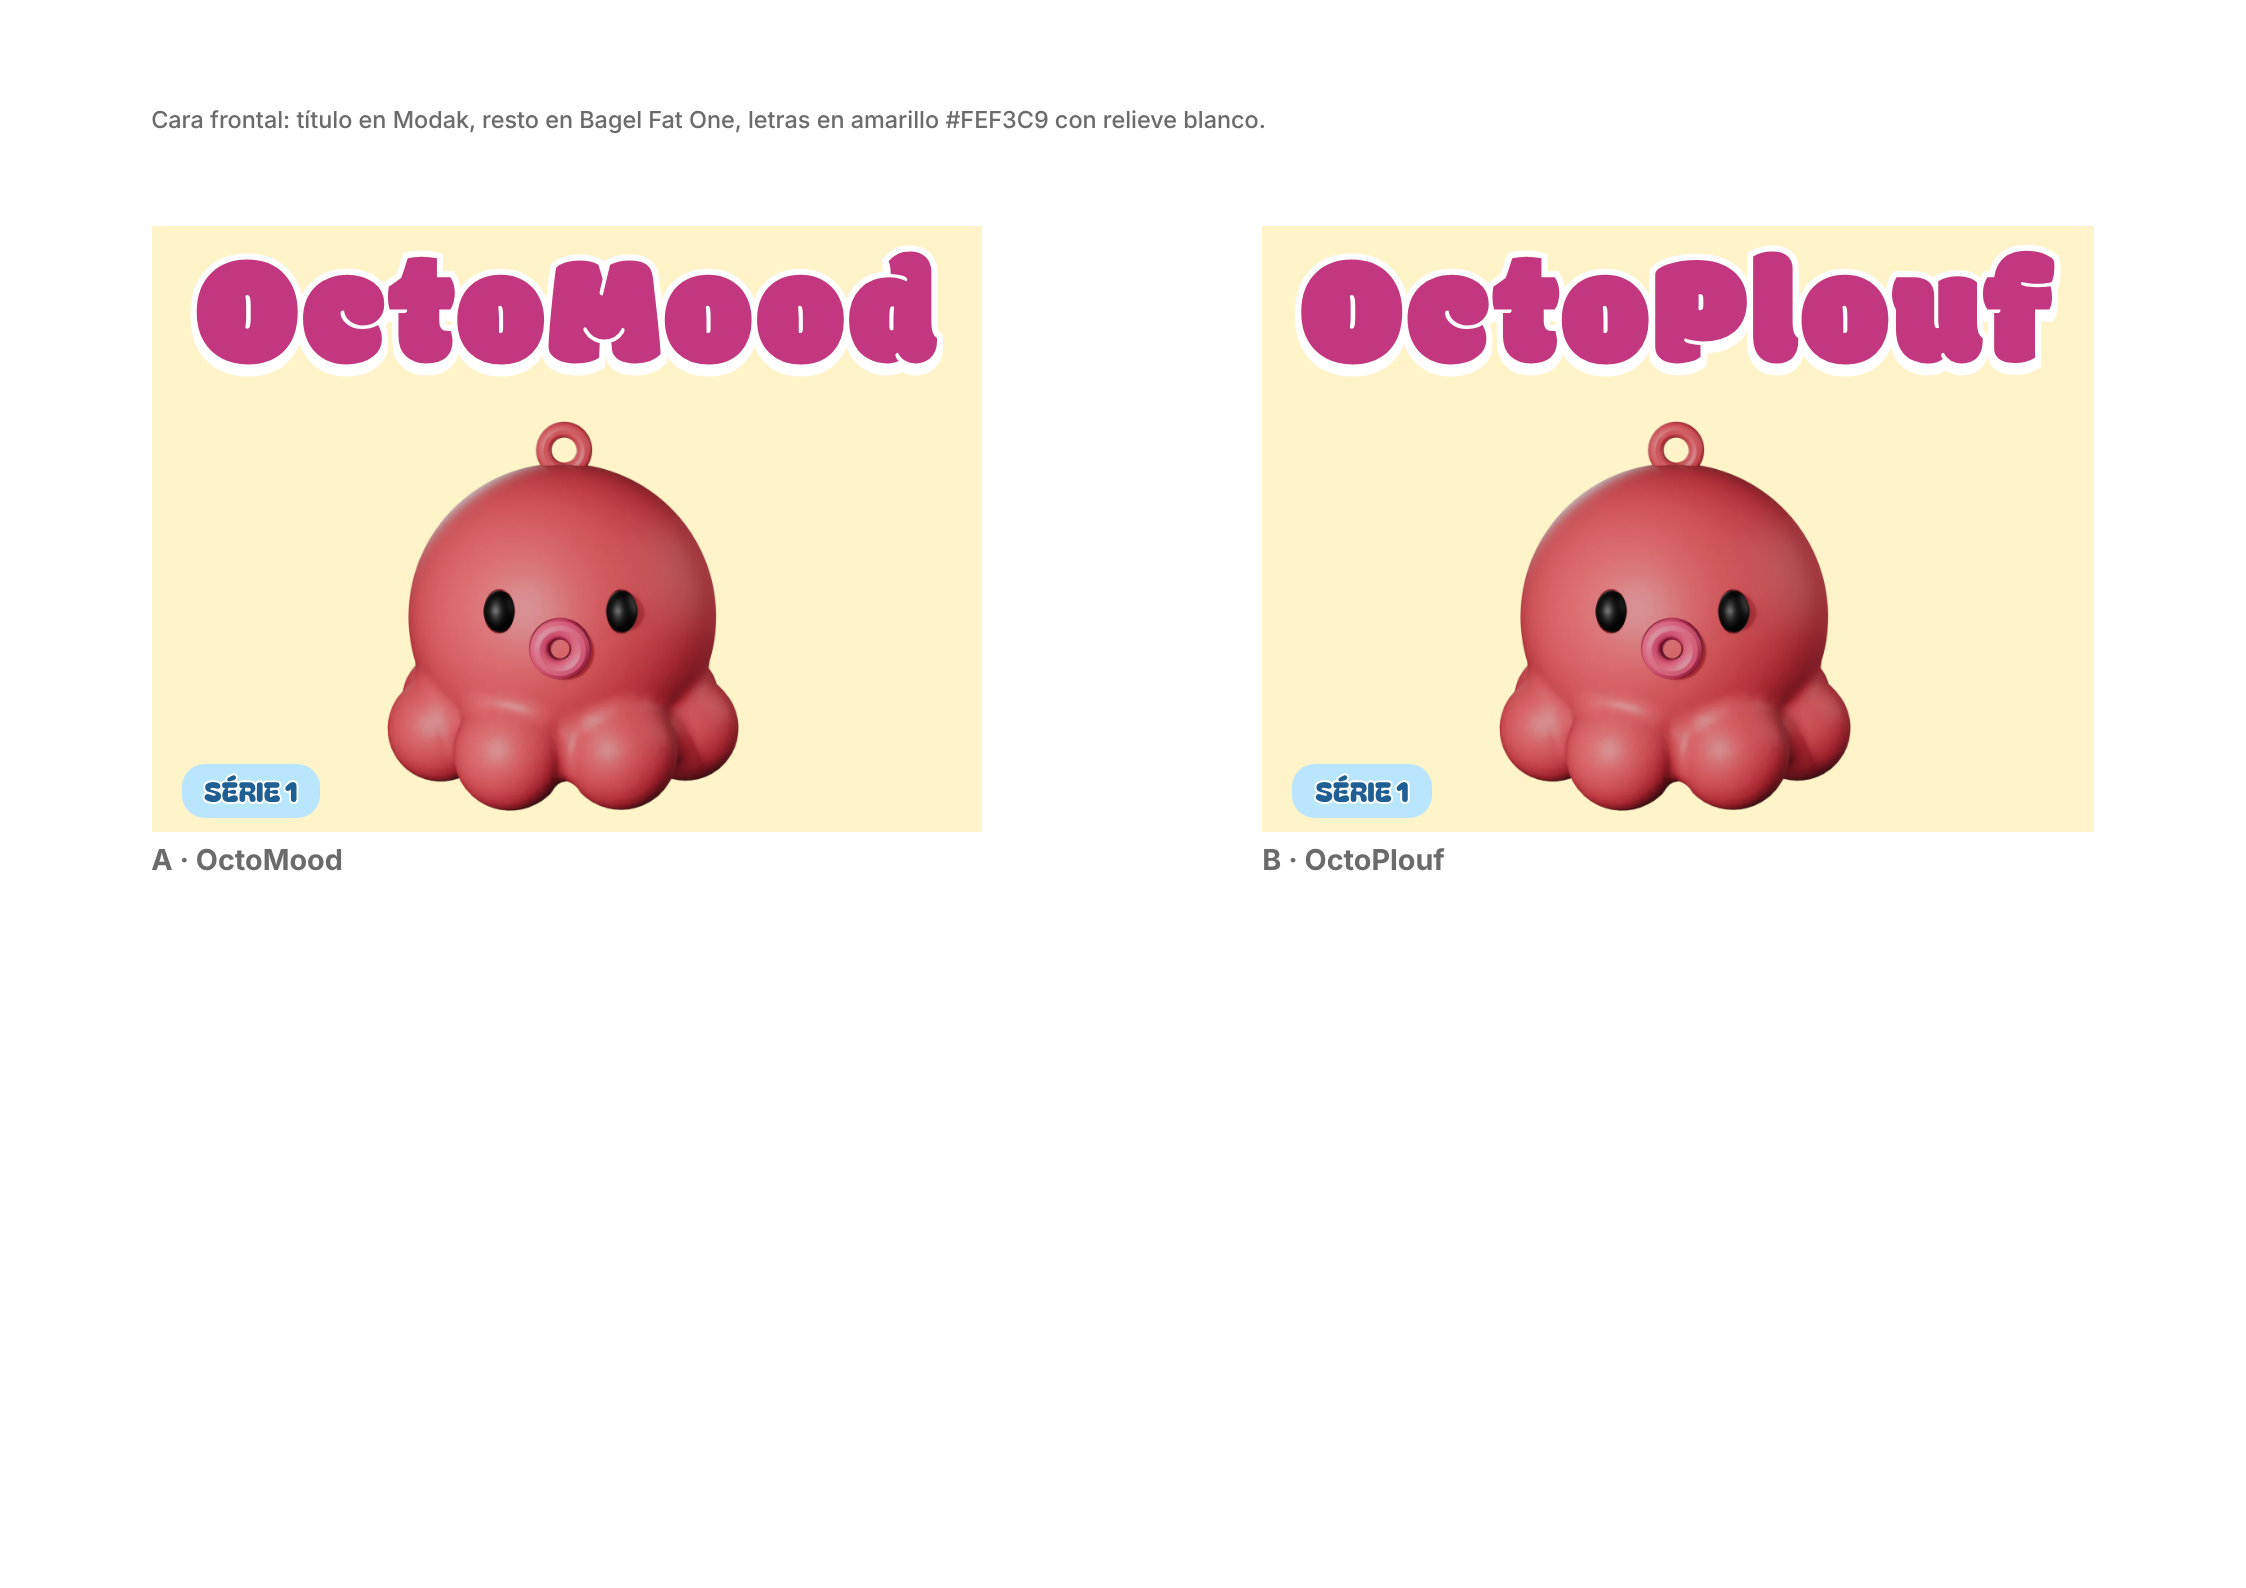 Cara frontal: título en Modak, resto en Bagel Fat One, letras en amarillo #FEF3C9 con relieve blanco.
OctoMood
SÉRIE 1
A · OctoMood
OctoPlouf
SÉRIE 1
B · OctoPlouf